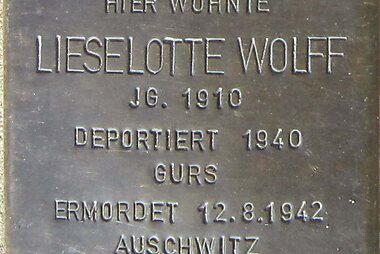 HIER WOHNTE
LIESELOTTE WOLFF
JG. 1910
DEPORTIERT 1940
GURS
ERMORDET 12.8.1942
AUSCHWITZ